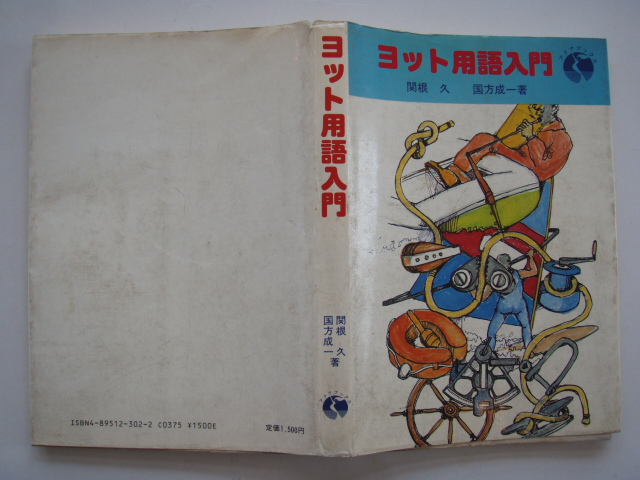 ヨット用語入門
関根 久 国方成一著
ヨット用語入門
関根 久
国方成一著
ISBN4-89512-302-2 C0375 ¥1500E
定価1,500円